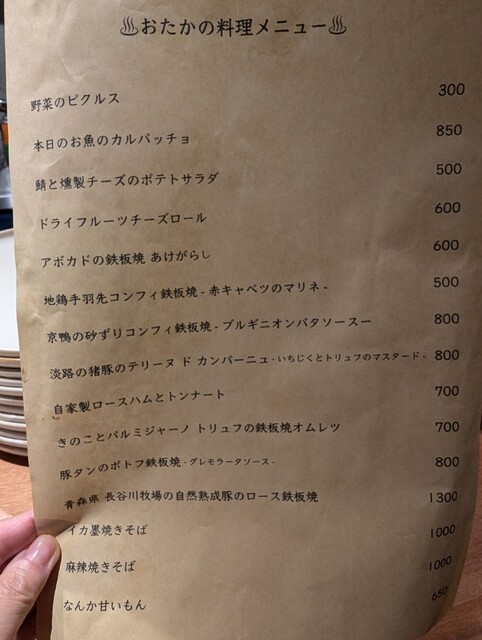 ♨おたかの料理メニュー♨
野菜のピクルス 300
本日のお魚のカルパッチョ 850
鯖と燻製チーズのポテトサラダ 500
ドライフルーツチーズロール 600
アボカドの鉄板焼 あけがらし 600
地鶏手羽先コンフィ鉄板焼 - 赤キャベツのマリネ - 500
京鴨の砂ずりコンフィ鉄板焼 - ブルギニオンバタソースー 800
淡路の猪豚のテリーヌ ド カンパーニュ - いちじくとトリュフのマスタード - 800
自家製ロースハムとトンナート 700
きのことパルミジャーノ トリュフの鉄板焼オムレツ 700
豚タンのポトフ鉄板焼 - グレモラータソース - 800
青森県 長谷川牧場の自然熟成豚のロース鉄板焼 1300
イカ墨焼きそば 1000
麻辣焼きそば 1000
なんか甘いもん 650